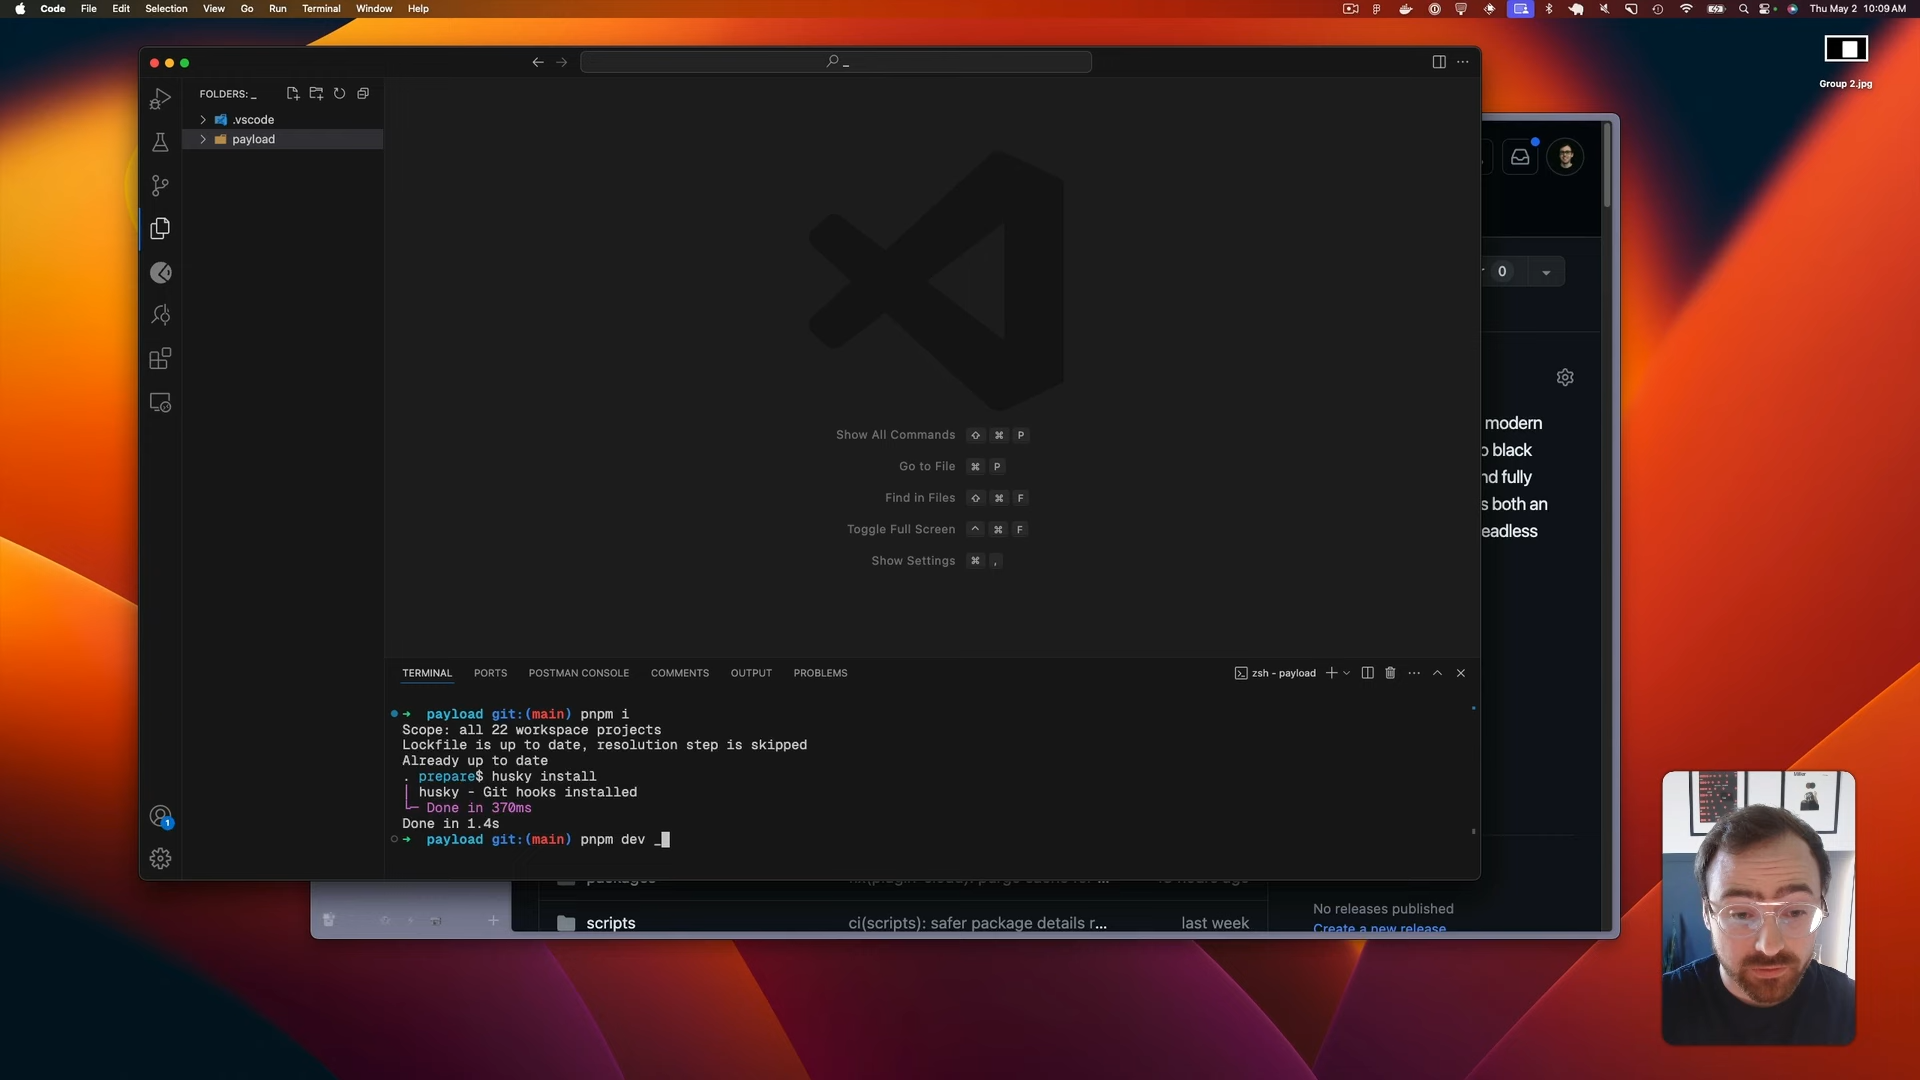 Code File Edit Selection View Go Run Terminal Window Help
Thu May 2 10:09 AM
Group 2.jpg
_
FOLDERS: _
.vscode
payload
0
modern
black
nd fully
s both an
eadless
Show All Commands ⇧ ⌘ P
Go to File ⌘ P
Find in Files ⇧ ⌘ F
Toggle Full Screen ^ ⌘ F
Show Settings ⌘ ,
TERMINAL PORTS POSTMAN CONSOLE COMMENTS OUTPUT PROBLEMS
zsh - payload
➜ payload git:(main) pnpm i
Scope: all 22 workspace projects
Lockfile is up to date, resolution step is skipped
Already up to date
. prepare$ husky install
│ husky - Git hooks installed
└─ Done in 370ms
Done in 1.4s
➜ payload git:(main) pnpm dev _
1
packages
scripts ci(scripts): safer package details r... last week
No releases published
Create a new release